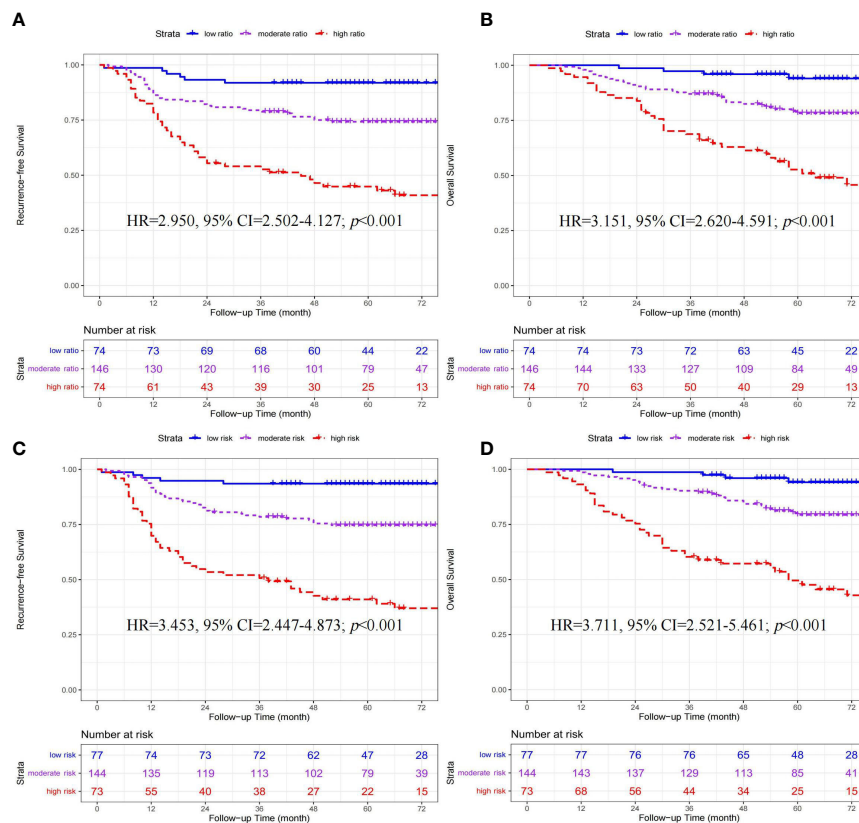 A
Strata low ratio moderate ratio high ratio
1.00
0.75
0.50
0.25
0.00
Recurrence-free Survival
HR=2.950, 95% CI=2.502-4.127; p<0.001
0 12 24 36 48 60 72
Follow-up Time (month)
Number at risk
Strata
low ratio 74 73 69 68 60 44 22
moderate ratio 146 130 120 116 101 79 47
high ratio 74 61 43 39 30 25 13
0 12 24 36 48 60 72
Follow-up Time (month)
B
Strata low ratio moderate ratio high ratio
1.00
0.75
0.50
0.25
0.00
Overall Survival
HR=3.151, 95% CI=2.620-4.591; p<0.001
0 12 24 36 48 60 72
Follow-up Time (month)
Number at risk
Strata
low ratio 74 74 73 72 63 45 22
moderate ratio 146 144 133 127 109 84 49
high ratio 74 70 63 50 40 29 13
0 12 24 36 48 60 72
Follow-up Time (month)
C
Strata low risk moderate risk high risk
1.00
0.75
0.50
0.25
0.00
Recurrence-free Survival
HR=3.453, 95% CI=2.447-4.873; p<0.001
0 12 24 36 48 60 72
Follow-up Time (month)
Number at risk
Strata
low risk 77 74 73 72 62 47 28
moderate risk 144 135 119 113 102 79 39
high risk 73 55 40 38 27 22 15
0 12 24 36 48 60 72
Follow-up Time (month)
D
Strata low risk moderate risk high risk
1.00
0.75
0.50
0.25
0.00
Overall Survival
HR=3.711, 95% CI=2.521-5.461; p<0.001
0 12 24 36 48 60 72
Follow-up Time (month)
Number at risk
Strata
low risk 77 77 76 76 65 48 28
moderate risk 144 143 137 129 113 85 41
high risk 73 68 56 44 34 25 15
0 12 24 36 48 60 72
Follow-up Time (month)